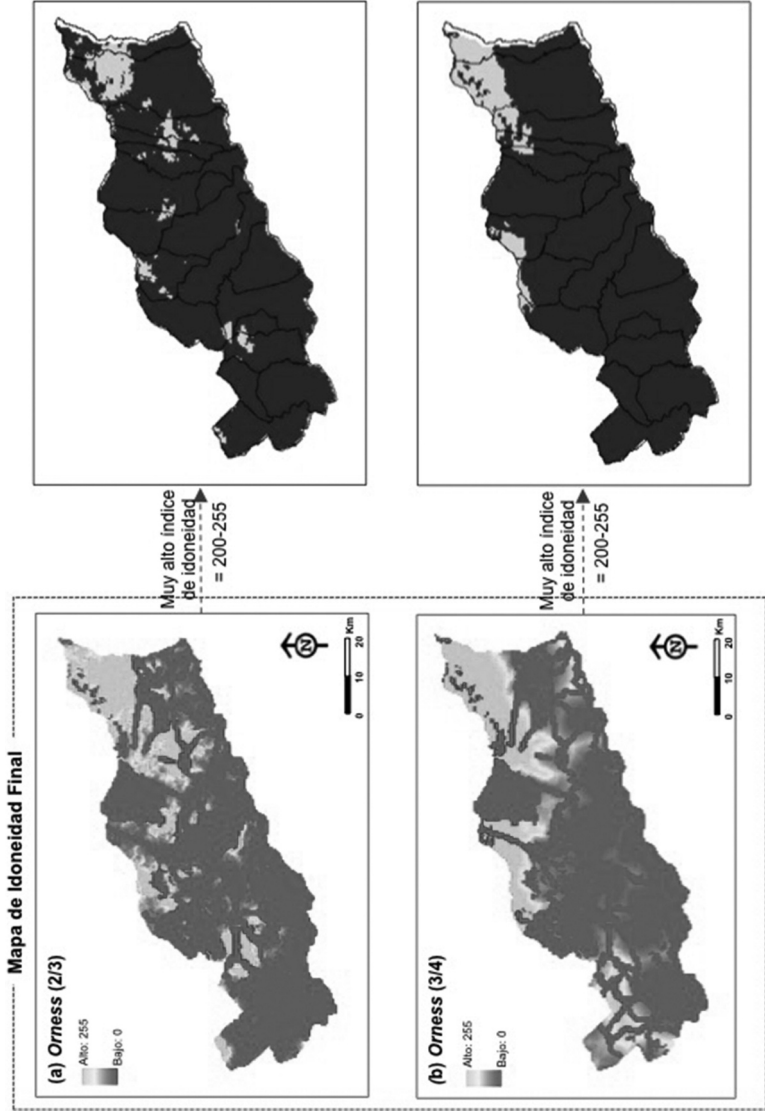 Mapa de Idoneidad Final
(a) Orness (2/3)
Alto: 255
Bajo: 0
N
0 10 20
Km
Muy alto índice
de idoneidad
= 200-255
(b) Orness (3/4)
Alto: 255
Bajo: 0
N
0 10 20
Km
Muy alto índice
de idoneidad
= 200-255